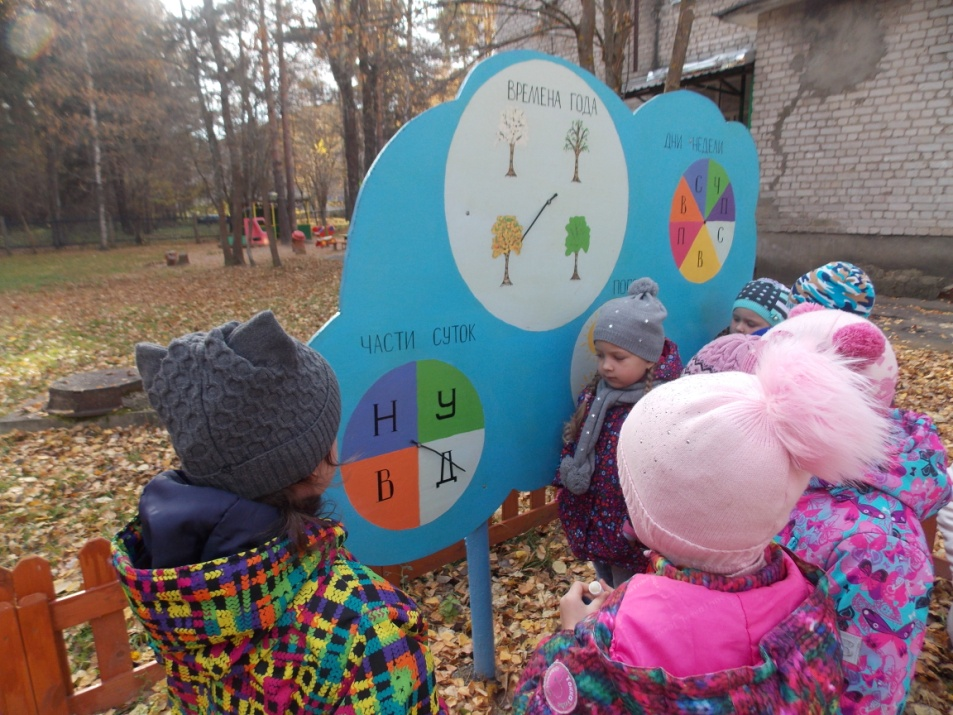 ВРЕМЕНА ГОДА
ДНИ НЕДЕЛИ
С Ч
В П
П С
В
ЧАСТИ СУТОК
Н У
В Д